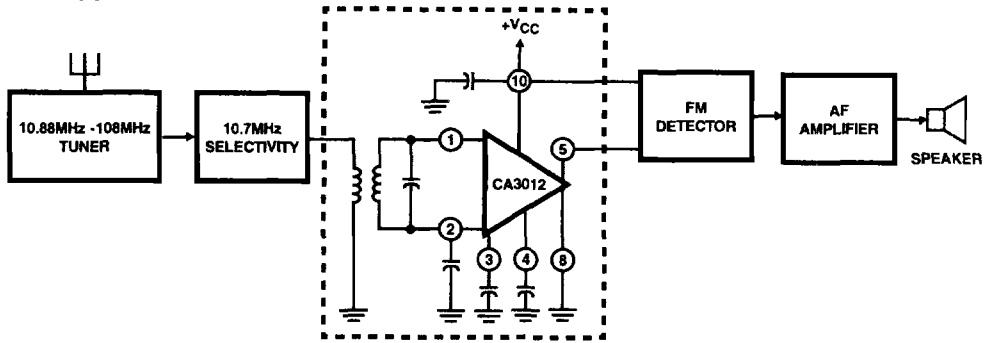 +VCC
10
10.88MHz -108MHz
TUNER
10.7MHz
SELECTIVITY
1
2
CA3012
3
4
5
8
FM
DETECTOR
AF
AMPLIFIER
SPEAKER